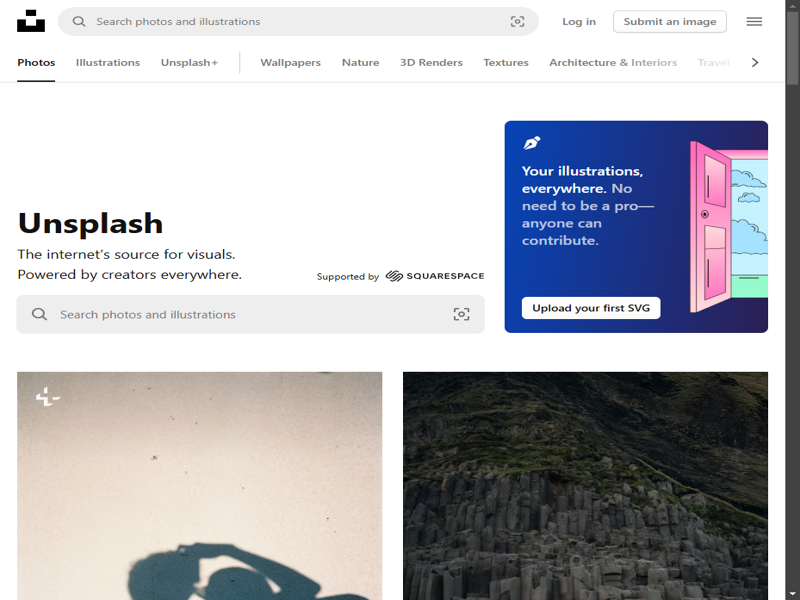 Search photos and illustrations
Log in
Submit an image
Photos
Illustrations
Unsplash+
Wallpapers
Nature
3D Renders
Textures
Architecture & Interiors
Travel
Your illustrations,
everywhere. No
need to be a pro—
anyone can
contribute.
Upload your first SVG
Unsplash
The internet's source for visuals.
Powered by creators everywhere.
Supported by SQUARESPACE
Search photos and illustrations